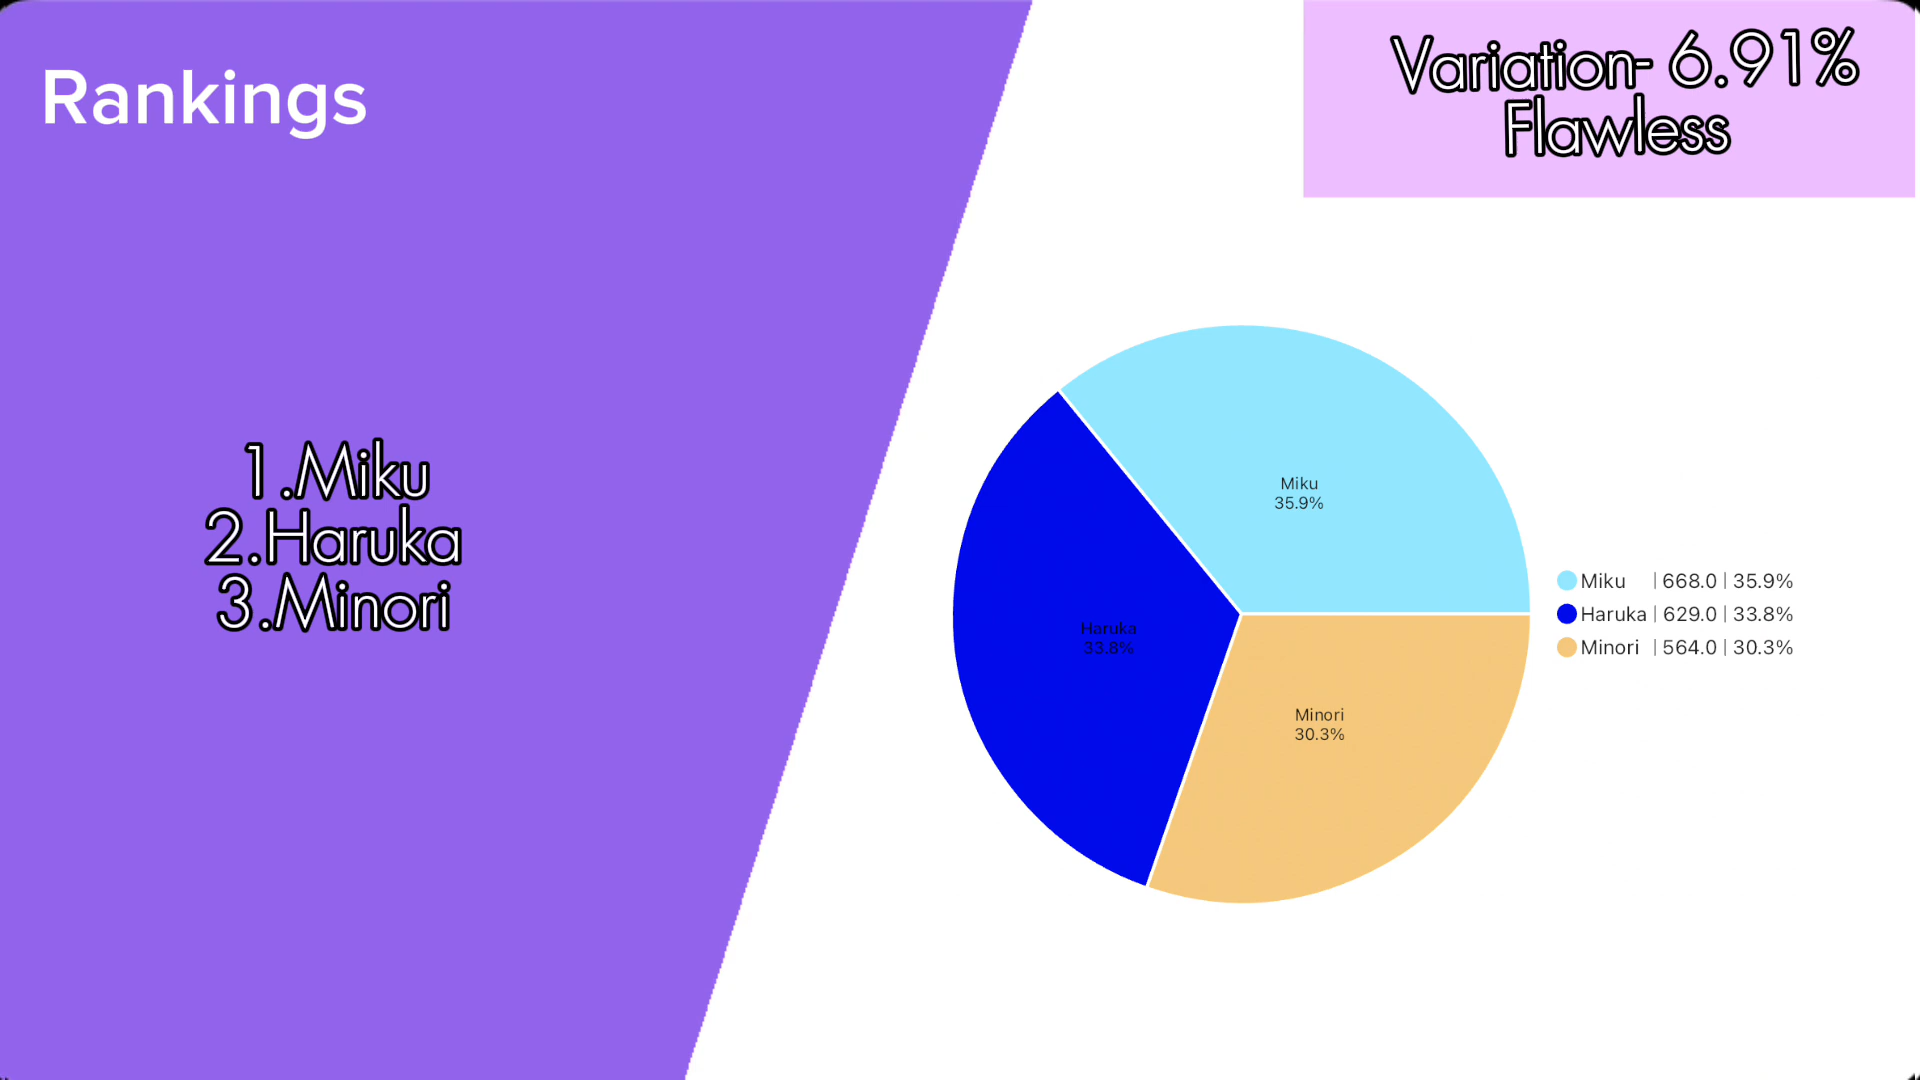 Rankings
Variation- 6.91%
Flawless
1.Miku
2.Haruka
3.Minori
Miku
35.9%
Haruka
33.8%
Minori
30.3%
Miku | 668.0 | 35.9%
Haruka | 629.0 | 33.8%
Minori | 564.0 | 30.3%